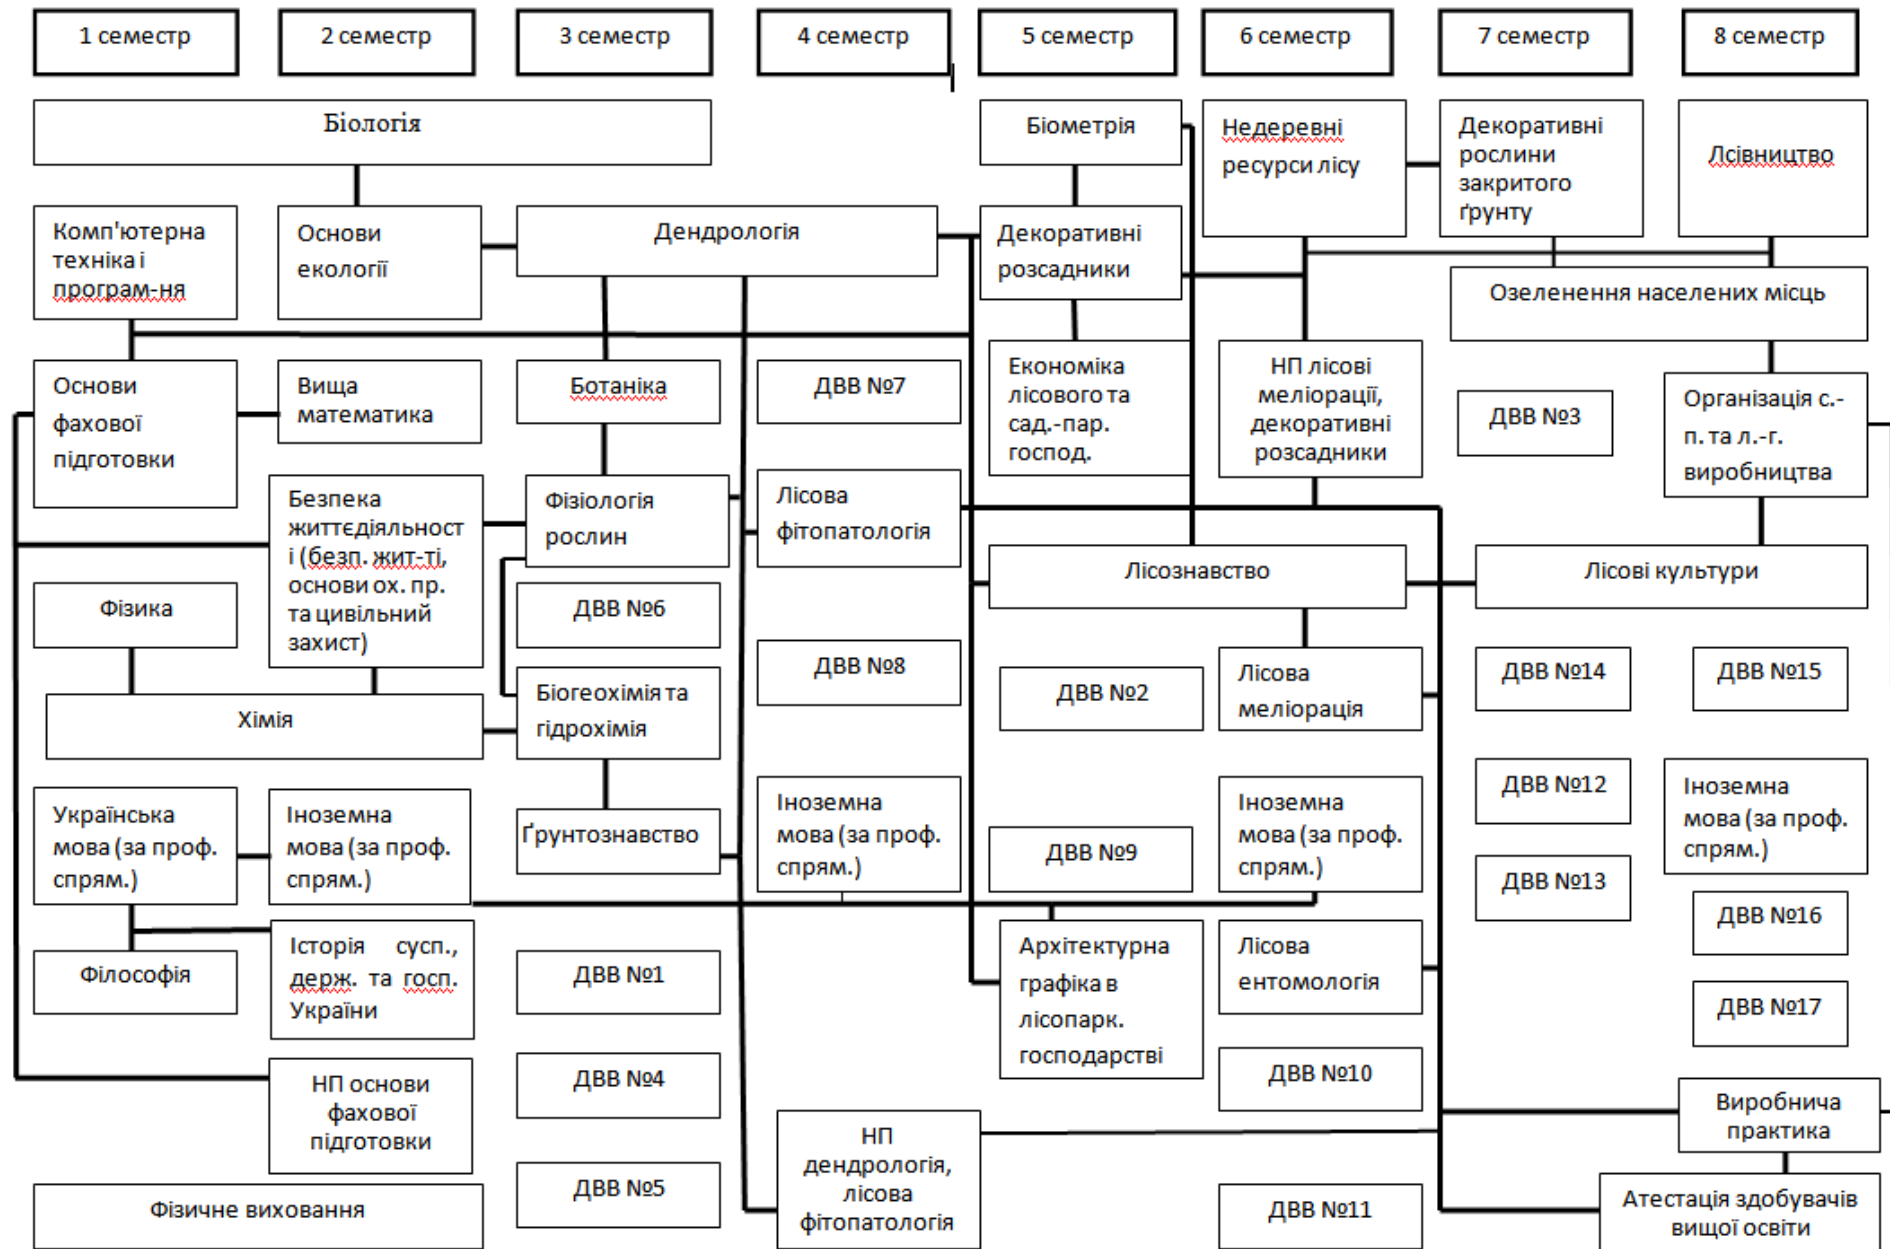 1 семестр
2 семестр
3 семестр
4 семестр
5 семестр
6 семестр
7 семестр
8 семестр
Біологія
Біометрія
Недеревні
ресурси лісу
Декоративні
рослини
закритого
ґрунту
Лсівництво
Комп'ютерна
техніка і
програм-ня
Основи
екології
Дендрологія
Декоративні
розсадники
Озеленення населених місць
Основи
фахової
підготовки
Вища
математика
Ботаніка
ДВВ №7
Економіка
лісового та
сад.-пар.
господ.
НП лісові
меліорації,
декоративні
розсадники
ДВВ №3
Організація с.-
п. та л.-г.
виробництва
Безпека
життєдіяльност
і (безп. жит-ті,
основи ох. пр.
та цивільний
захист)
Фізіологія
рослин
Лісова
фітопатологія
Лісознавство
Лісові культури
Фізика
ДВВ №6
ДВВ №8
ДВВ №2
Лісова
меліорація
ДВВ №14
ДВВ №15
Хімія
Біогеохімія та
гідрохімія
Українська
мова (за проф.
спрям.)
Іноземна
мова (за проф.
спрям.)
Ґрунтознавство
Іноземна
мова (за проф.
спрям.)
ДВВ №9
Іноземна
мова (за проф.
спрям.)
ДВВ №12
Іноземна
мова (за проф.
спрям.)
ДВВ №13
ДВВ №16
Філософія
Історія сусп.,
держ. та госп.
України
ДВВ №1
Архітектурна
графіка в
лісопарк.
господарстві
Лісова
ентомологія
ДВВ №17
НП основи
фахової
підготовки
ДВВ №4
ДВВ №10
Виробнича
практика
НП
дендрологія,
лісова
фітопатологія
Фізичне виховання
ДВВ №5
ДВВ №11
Атестація здобувачів
вищої освіти